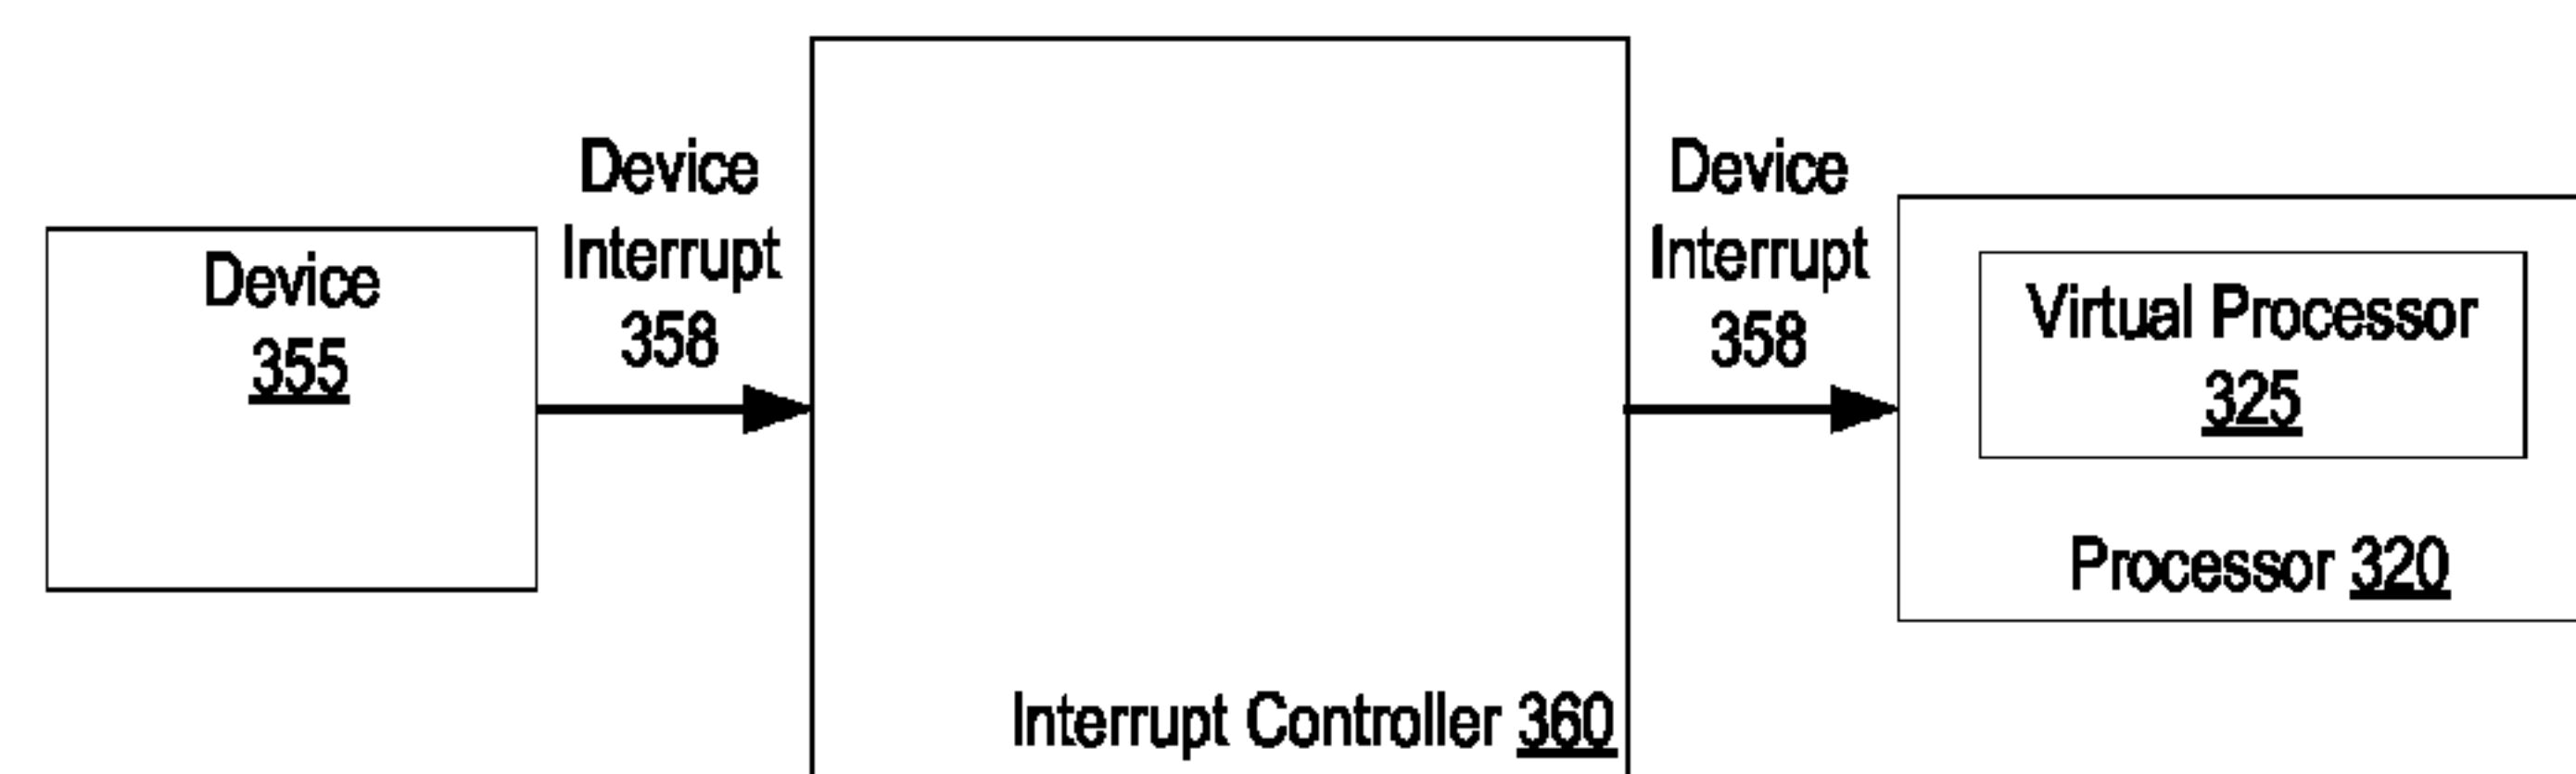 Device
355
Device
Interrupt
358
Interrupt Controller 360
Device
Interrupt
358
Virtual Processor
325
Processor 320